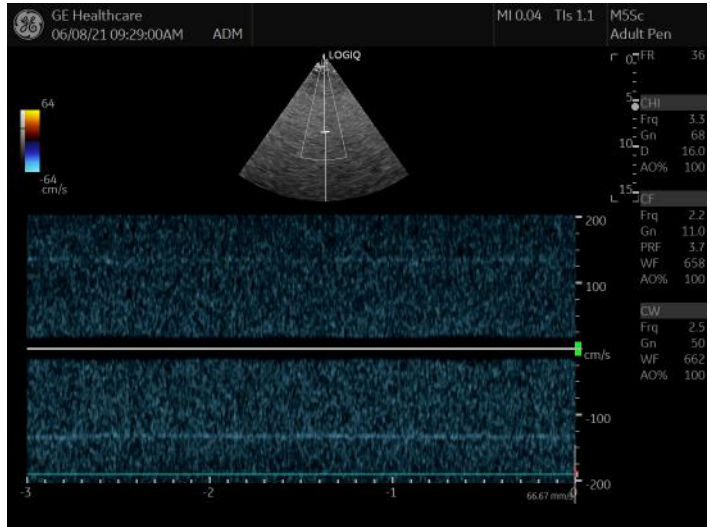 GE Healthcare
06/08/21 09:29:00AM ADM
MI 0.04 TIs 1.1
M5Sc
Adult Pen
LOGIQ
64
-64
cm/s
0
5
10
15
FR 36
CHI
Frq 3.3
Gn 68
D 16.0
AO% 100
CF
Frq 2.2
Gn 11.0
PRF 3.7
WF 658
AO% 100
CW
Frq 2.5
Gn 50
WF 662
AO% 100
200
100
cm/s
-100
-200
-3 -2 -1 0
66.67 mm/s